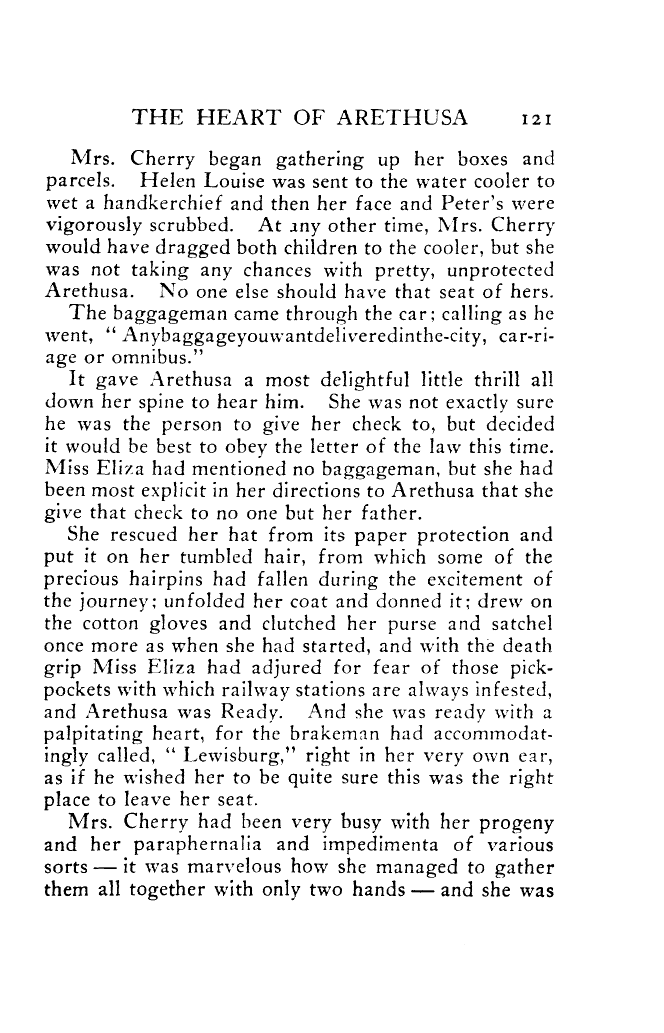 THE HEART OF ARETHUSA 121
Mrs. Cherry began gathering up her boxes and
parcels. Helen Louise was sent to the water cooler to
wet a handkerchief and then her face and Peter's were
vigorously scrubbed. At any other time, Mrs. Cherry
would have dragged both children to the cooler, but she
was not taking any chances with pretty, unprotected
Arethusa. No one else should have that seat of hers.
The baggageman came through the car; calling as he
went, " Anybaggageyouwantdeliveredinthe-city, car-ri-
age or omnibus."
It gave Arethusa a most delightful little thrill all
down her spine to hear him. She was not exactly sure
he was the person to give her check to, but decided
it would be best to obey the letter of the law this time.
Miss Eliza had mentioned no baggageman, but she had
been most explicit in her directions to Arethusa that she
give that check to no one but her father.
She rescued her hat from its paper protection and
put it on her tumbled hair, from which some of the
precious hairpins had fallen during the excitement of
the journey; unfolded her coat and donned it; drew on
the cotton gloves and clutched her purse and satchel
once more as when she had started, and with the death
grip Miss Eliza had adjured for fear of those pick-
pockets with which railway stations are always infested,
and Arethusa was Ready. And she was ready with a
palpitating heart, for the brakeman had accommodat-
ingly called, " Lewisburg," right in her very own ear,
as if he wished her to be quite sure this was the right
place to leave her seat.
Mrs. Cherry had been very busy with her progeny
and her paraphernalia and impedimenta of various
sorts — it was marvelous how she managed to gather
them all together with only two hands — and she was